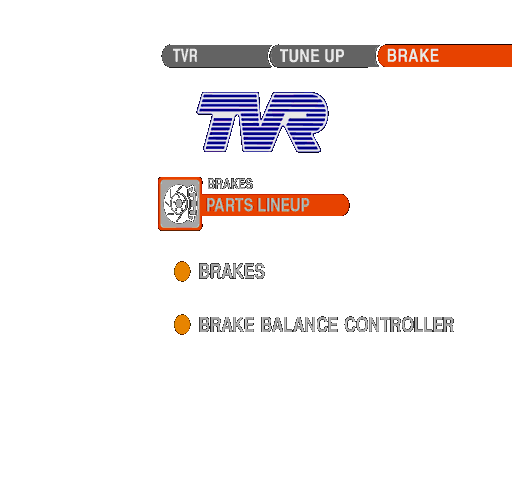 TVR TUNE UP BRAKE
TVR
BRAKES
PARTS LINEUP
BRAKES
BRAKE BALANCE CONTROLLER